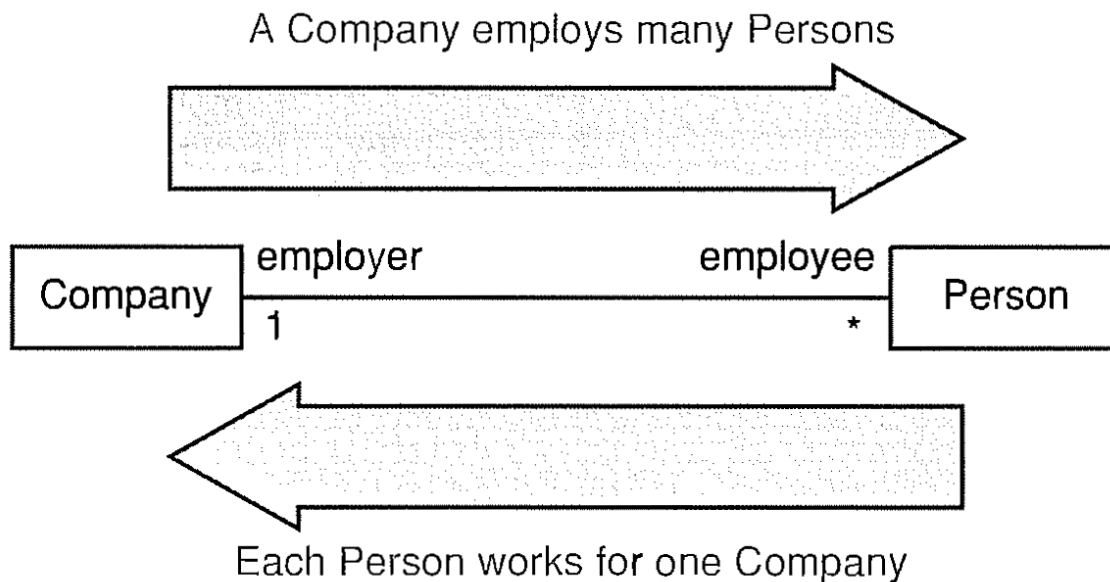 A Company employs many Persons
employer employee
Company Person
1 *
Each Person works for one Company